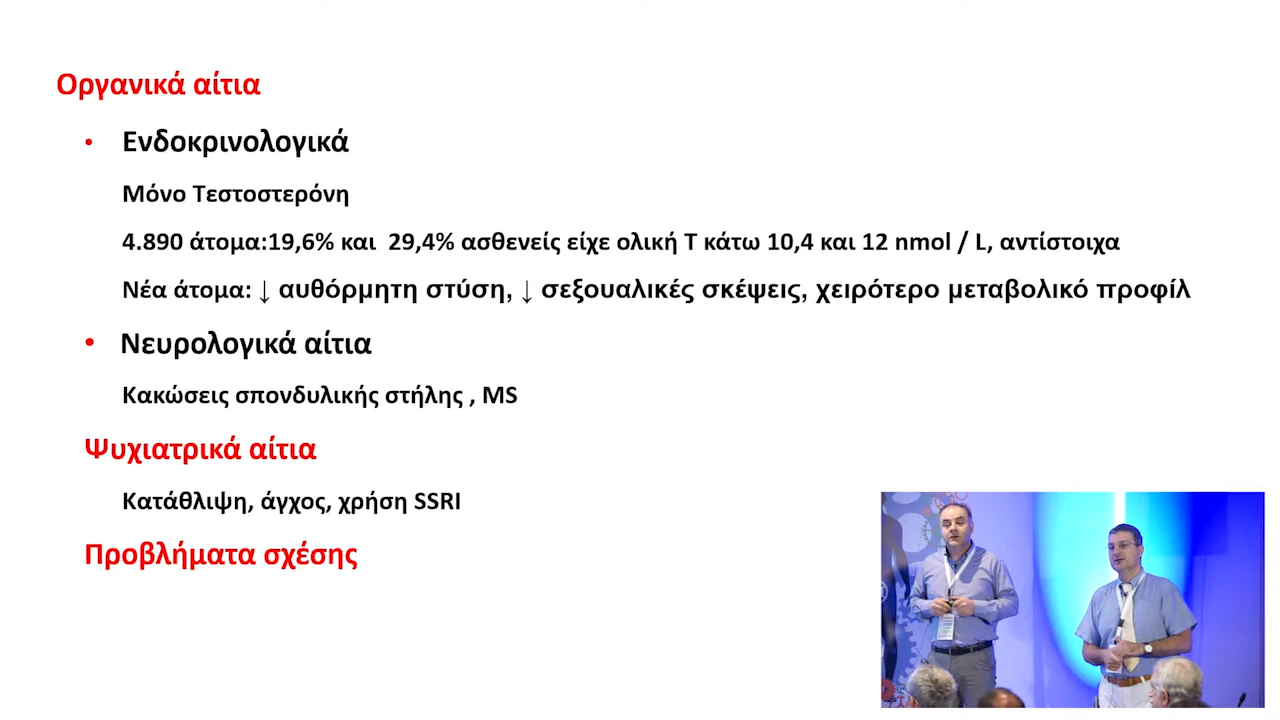 Οργανικά αίτια
• Ενδοκρινολογικά
Μόνο Τεστοστερόνη
4.890 άτομα:19,6% και 29,4% ασθενείς είχε ολική Τ κάτω 10,4 και 12 nmol / L, αντίστοιχα
Νέα άτομα: ↓ αυθόρμητη στύση, ↓ σεξουαλικές σκέψεις, χειρότερο μεταβολικό προφίλ
• Νευρολογικά αίτια
Κακώσεις σπονδυλικής στήλης , MS
Ψυχιατρικά αίτια
Κατάθλιψη, άγχος, χρήση SSRI
Προβλήματα σχέσης